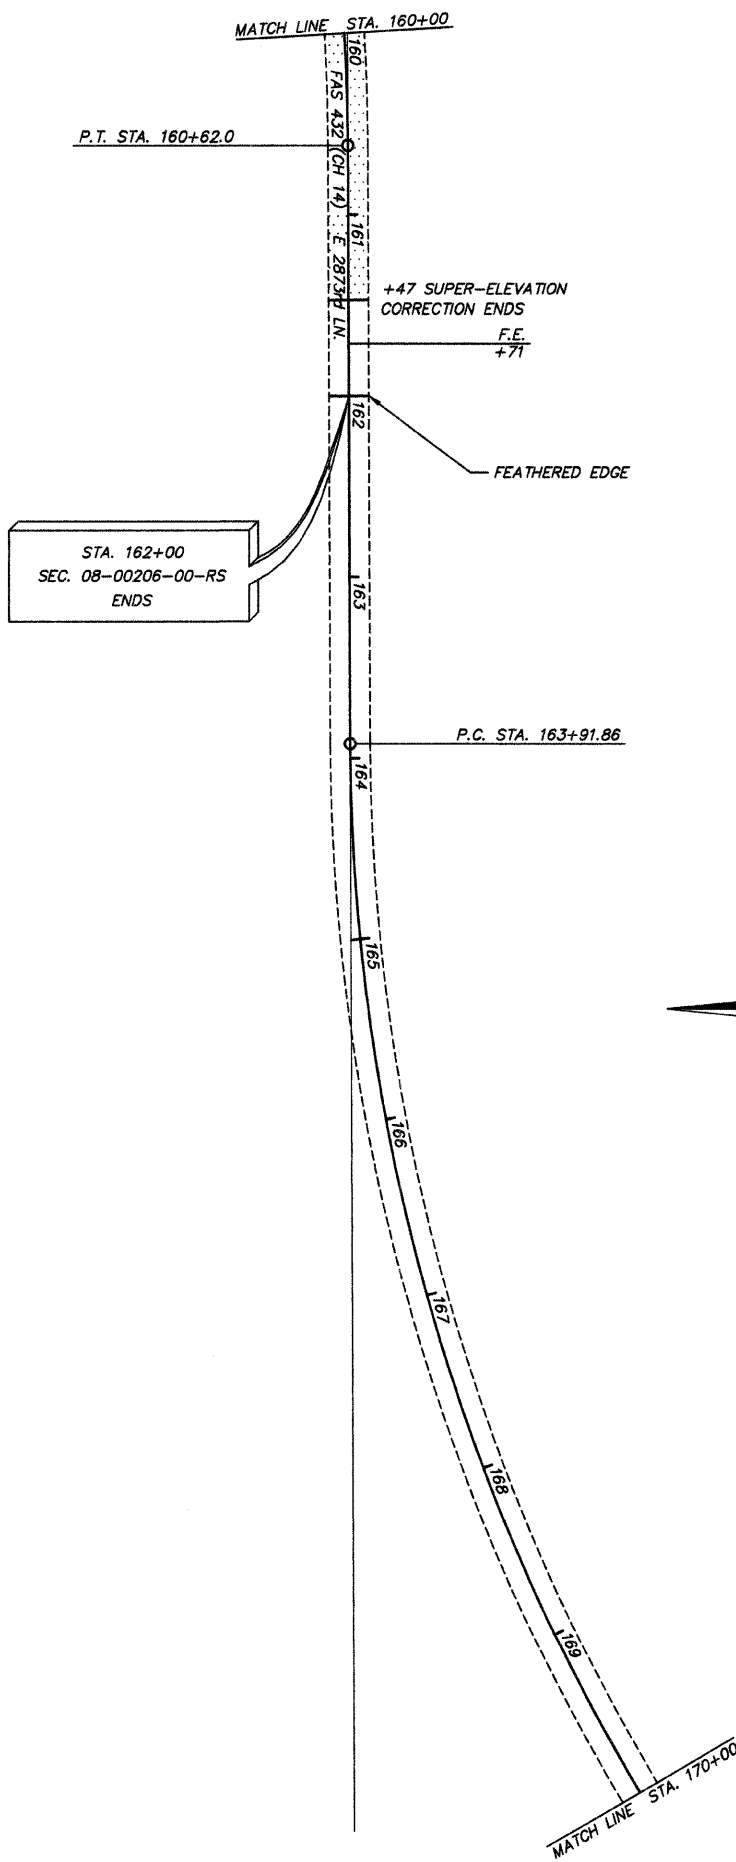 MATCH LINE STA. 160+00
160
FAS 432 (CH 14) E 2873rd LN.
P.T. STA. 160+62.0
161
+47 SUPER-ELEVATION
CORRECTION ENDS
F.E.
+71
162
FEATHERED EDGE
STA. 162+00
SEC. 08-00206-00-RS
ENDS
163
P.C. STA. 163+91.86
164
165
166
167
168
169
MATCH LINE STA. 170+00